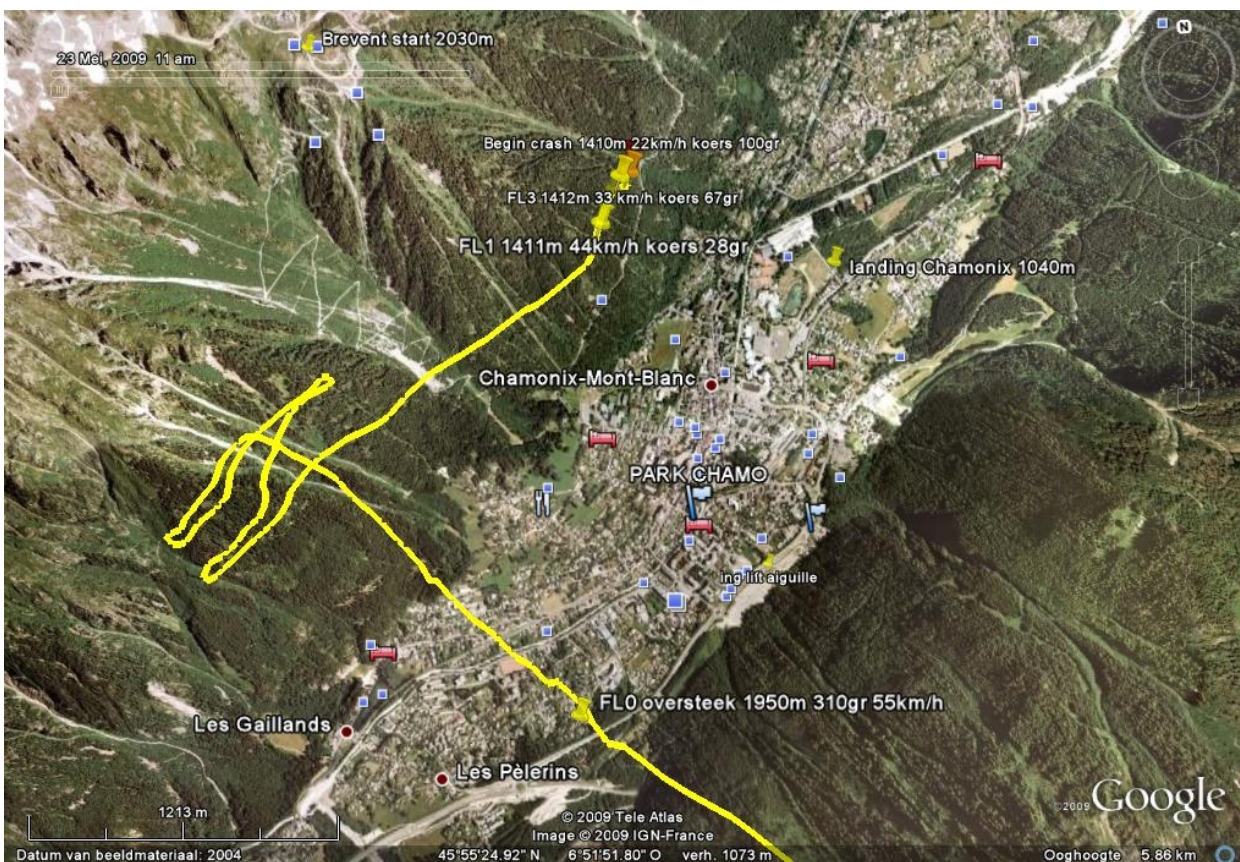 Brevent start 2030m
23 Mei, 2009 11 am
N
Begin crash 1410m 22km/h koers 100gr
FL3 1412m 33 km/h koers 67gr
FL1 1411m 44km/h koers 28gr
landing Chamonix 1040m
Chamonix-Mont-Blanc
PARK CHAMO
ing lift aiguille
FL0 oversteek 1950m 310gr 55km/h
Les Gaillands
Les Pèlerins
1213 m
©2009 Google
© 2009 Tele Atlas
Image © 2009 IGN-France
Datum van beeldmateriaal: 2004 45°55'24.92" N 6°51'51.80" O verh. 1073 m Ooghoogte 5.86 km